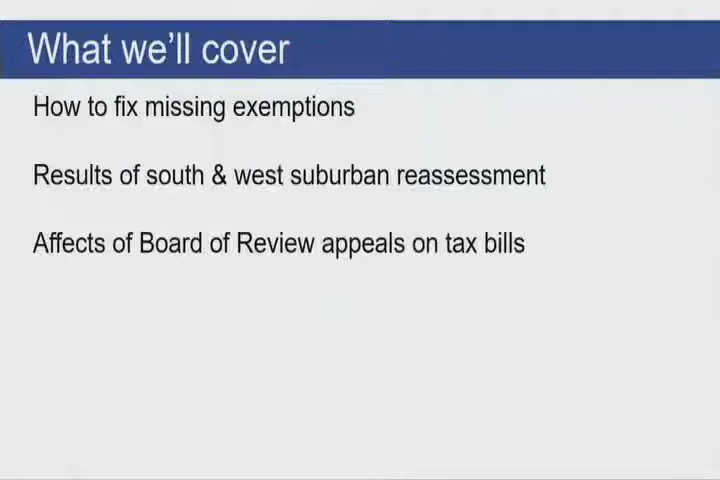 What we'll cover
How to fix missing exemptions
Results of south & west suburban reassessment
Affects of Board of Review appeals on tax bills